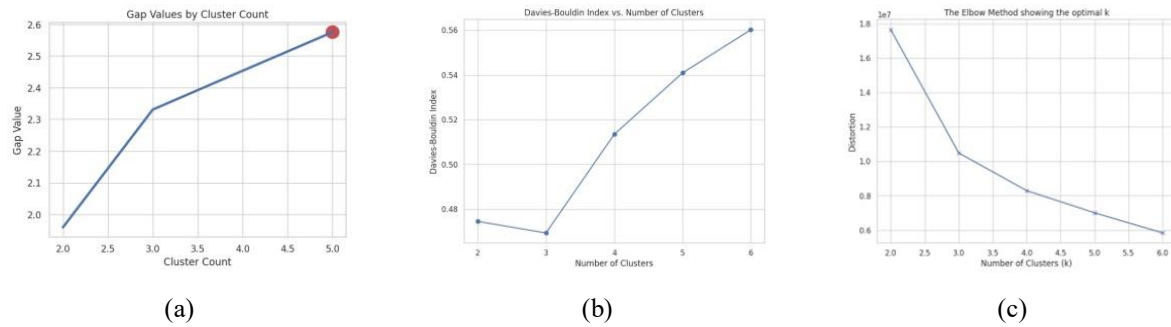 Gap Values by Cluster Count
2.6
2.5
2.4
2.3
2.2
2.1
2.0
Gap Value
2.0 2.5 3.0 3.5 4.0 4.5 5.0
Cluster Count
(a)
Davies-Bouldin Index vs. Number of Clusters
0.56
0.54
0.52
0.50
0.48
Davies-Bouldin Index
2 3 4 5 6
Number of Clusters
(b)
The Elbow Method showing the optimal k
1e7
1.8
1.6
1.4
1.2
1.0
0.8
0.6
Distortion
2.0 2.5 3.0 3.5 4.0 4.5 5.0 5.5 6.0
Number of Clusters (k)
(c)